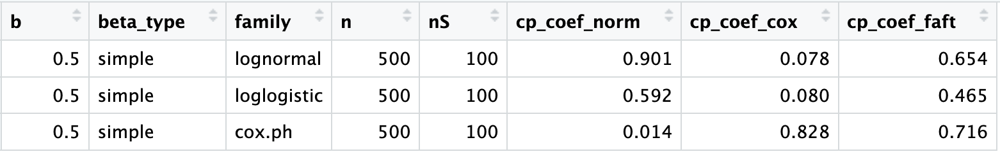 b beta_type family n nS cp_coef_norm cp_coef_cox cp_coef_faft
0.5 simple lognormal 500 100 0.901 0.078 0.654
0.5 simple loglogistic 500 100 0.592 0.080 0.465
0.5 simple cox.ph 500 100 0.014 0.828 0.716